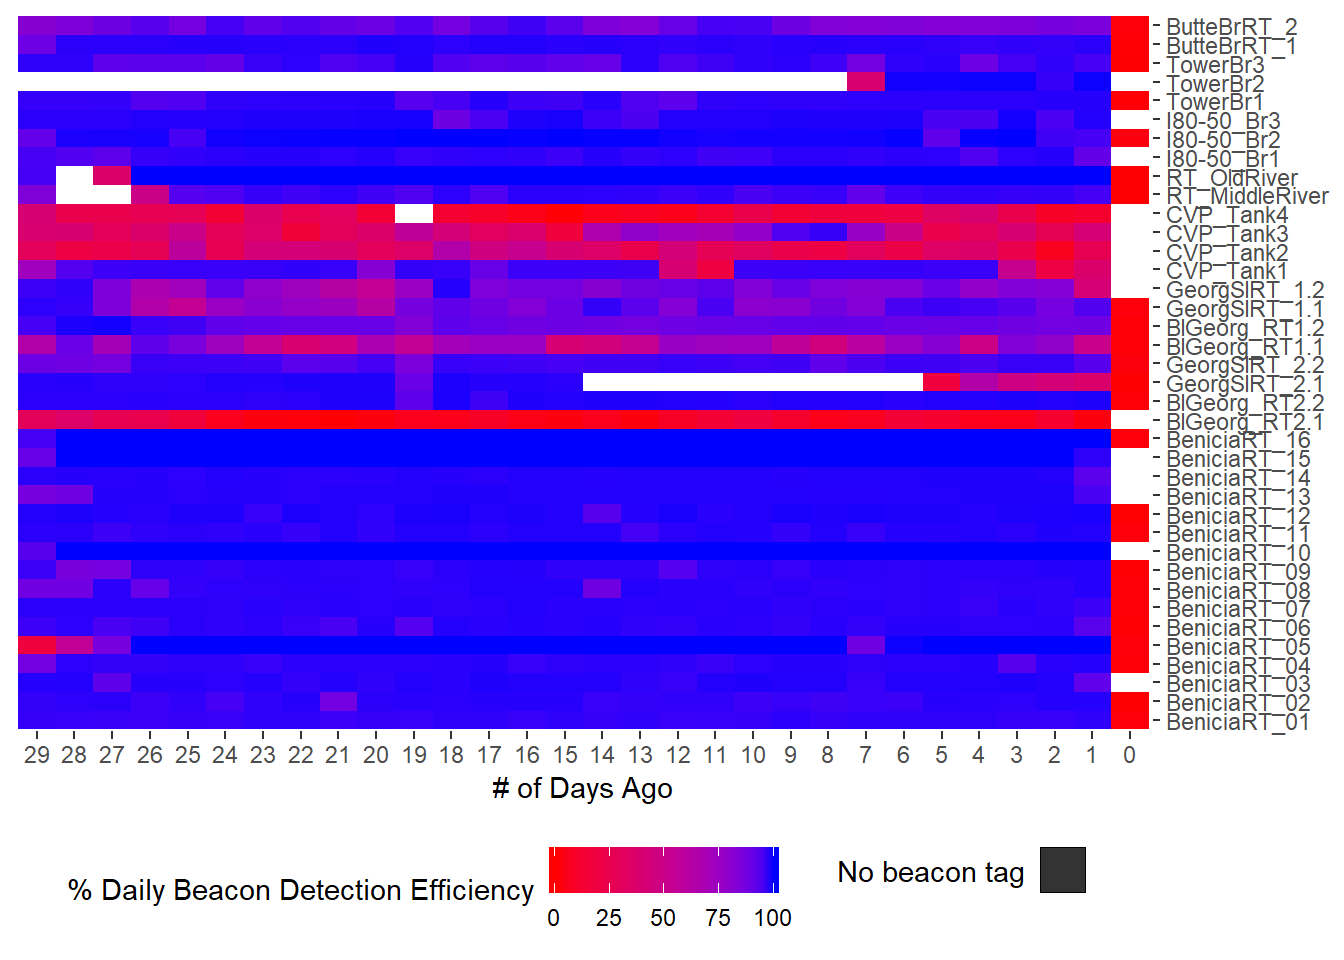 ButteBrRT_2
ButteBrRT_1
TowerBr3
TowerBr2
TowerBr1
I80-50_Br3
I80-50_Br2
I80-50_Br1
RT_OldRiver
RT_MiddleRiver
CVP_Tank4
CVP_Tank3
CVP_Tank2
CVP_Tank1
GeorgSlRT_1.2
GeorgSlRT_1.1
BlGeorg_RT1.2
BlGeorg_RT1.1
GeorgSlRT_2.2
GeorgSlRT_2.1
BlGeorg_RT2.2
BlGeorg_RT2.1
BeniciaRT_16
BeniciaRT_15
BeniciaRT_14
BeniciaRT_13
BeniciaRT_12
BeniciaRT_11
BeniciaRT_10
BeniciaRT_09
BeniciaRT_08
BeniciaRT_07
BeniciaRT_06
BeniciaRT_05
BeniciaRT_04
BeniciaRT_03
BeniciaRT_02
BeniciaRT_01
29 28 27 26 25 24 23 22 21 20 19 18 17 16 15 14 13 12 11 10 9 8 7 6 5 4 3 2 1 0
# of Days Ago
% Daily Beacon Detection Efficiency
0 25 50 75 100
No beacon tag